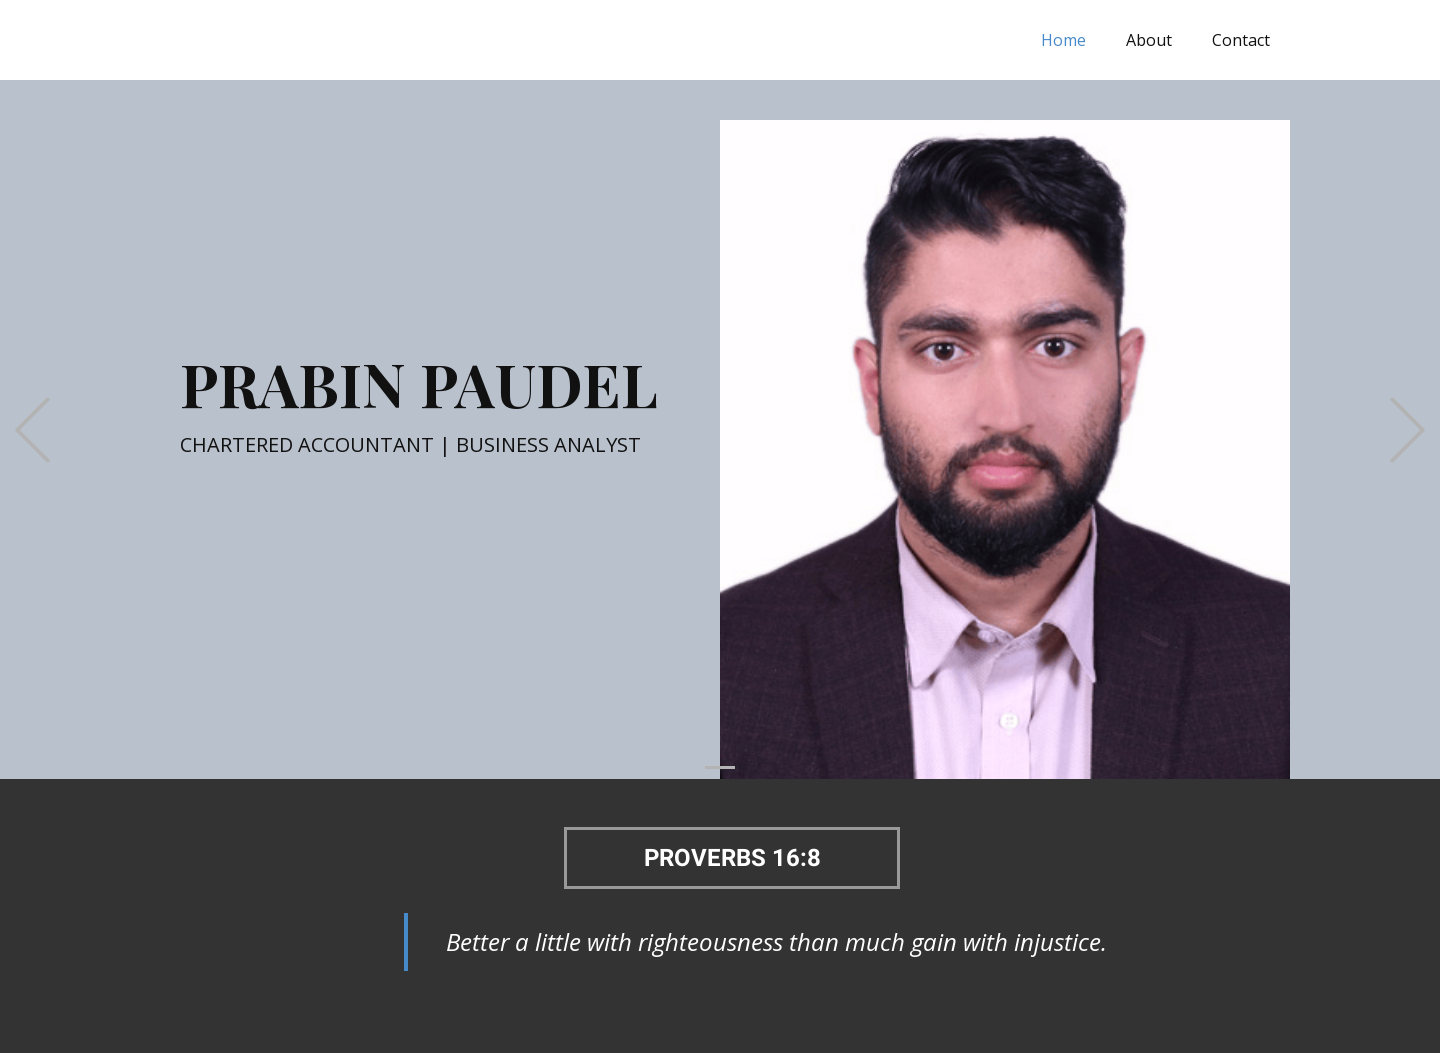 Home About Contact
PRABIN PAUDEL
CHARTERED ACCOUNTANT | BUSINESS ANALYST
PROVERBS 16:8
Better a little with righteousness than much gain with injustice.